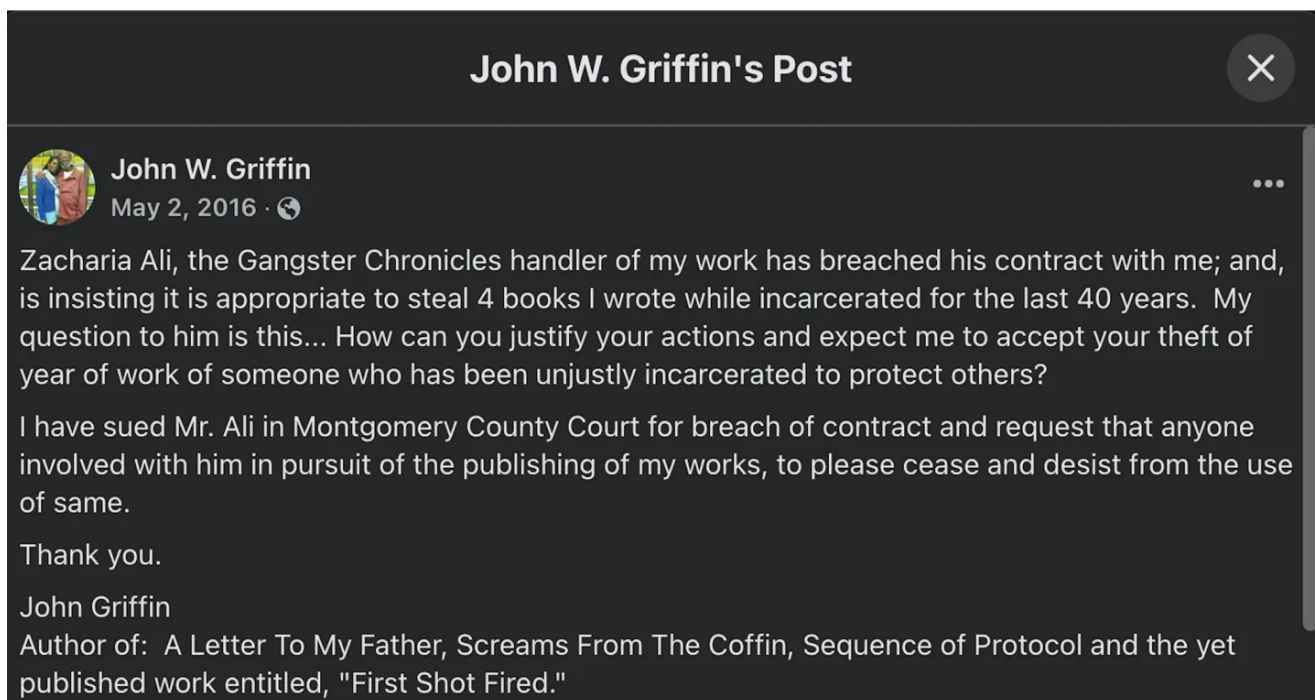 John W. Griffin's Post
John W. Griffin
May 2, 2016 ·
Zacharia Ali, the Gangster Chronicles handler of my work has breached his contract with me; and,
is insisting it is appropriate to steal 4 books I wrote while incarcerated for the last 40 years.  My
question to him is this... How can you justify your actions and expect me to accept your theft of
year of work of someone who has been unjustly incarcerated to protect others?
I have sued Mr. Ali in Montgomery County Court for breach of contract and request that anyone
involved with him in pursuit of the publishing of my works, to please cease and desist from the use
of same.
Thank you.
John Griffin
Author of:  A Letter To My Father, Screams From The Coffin, Sequence of Protocol and the yet
published work entitled, "First Shot Fired."